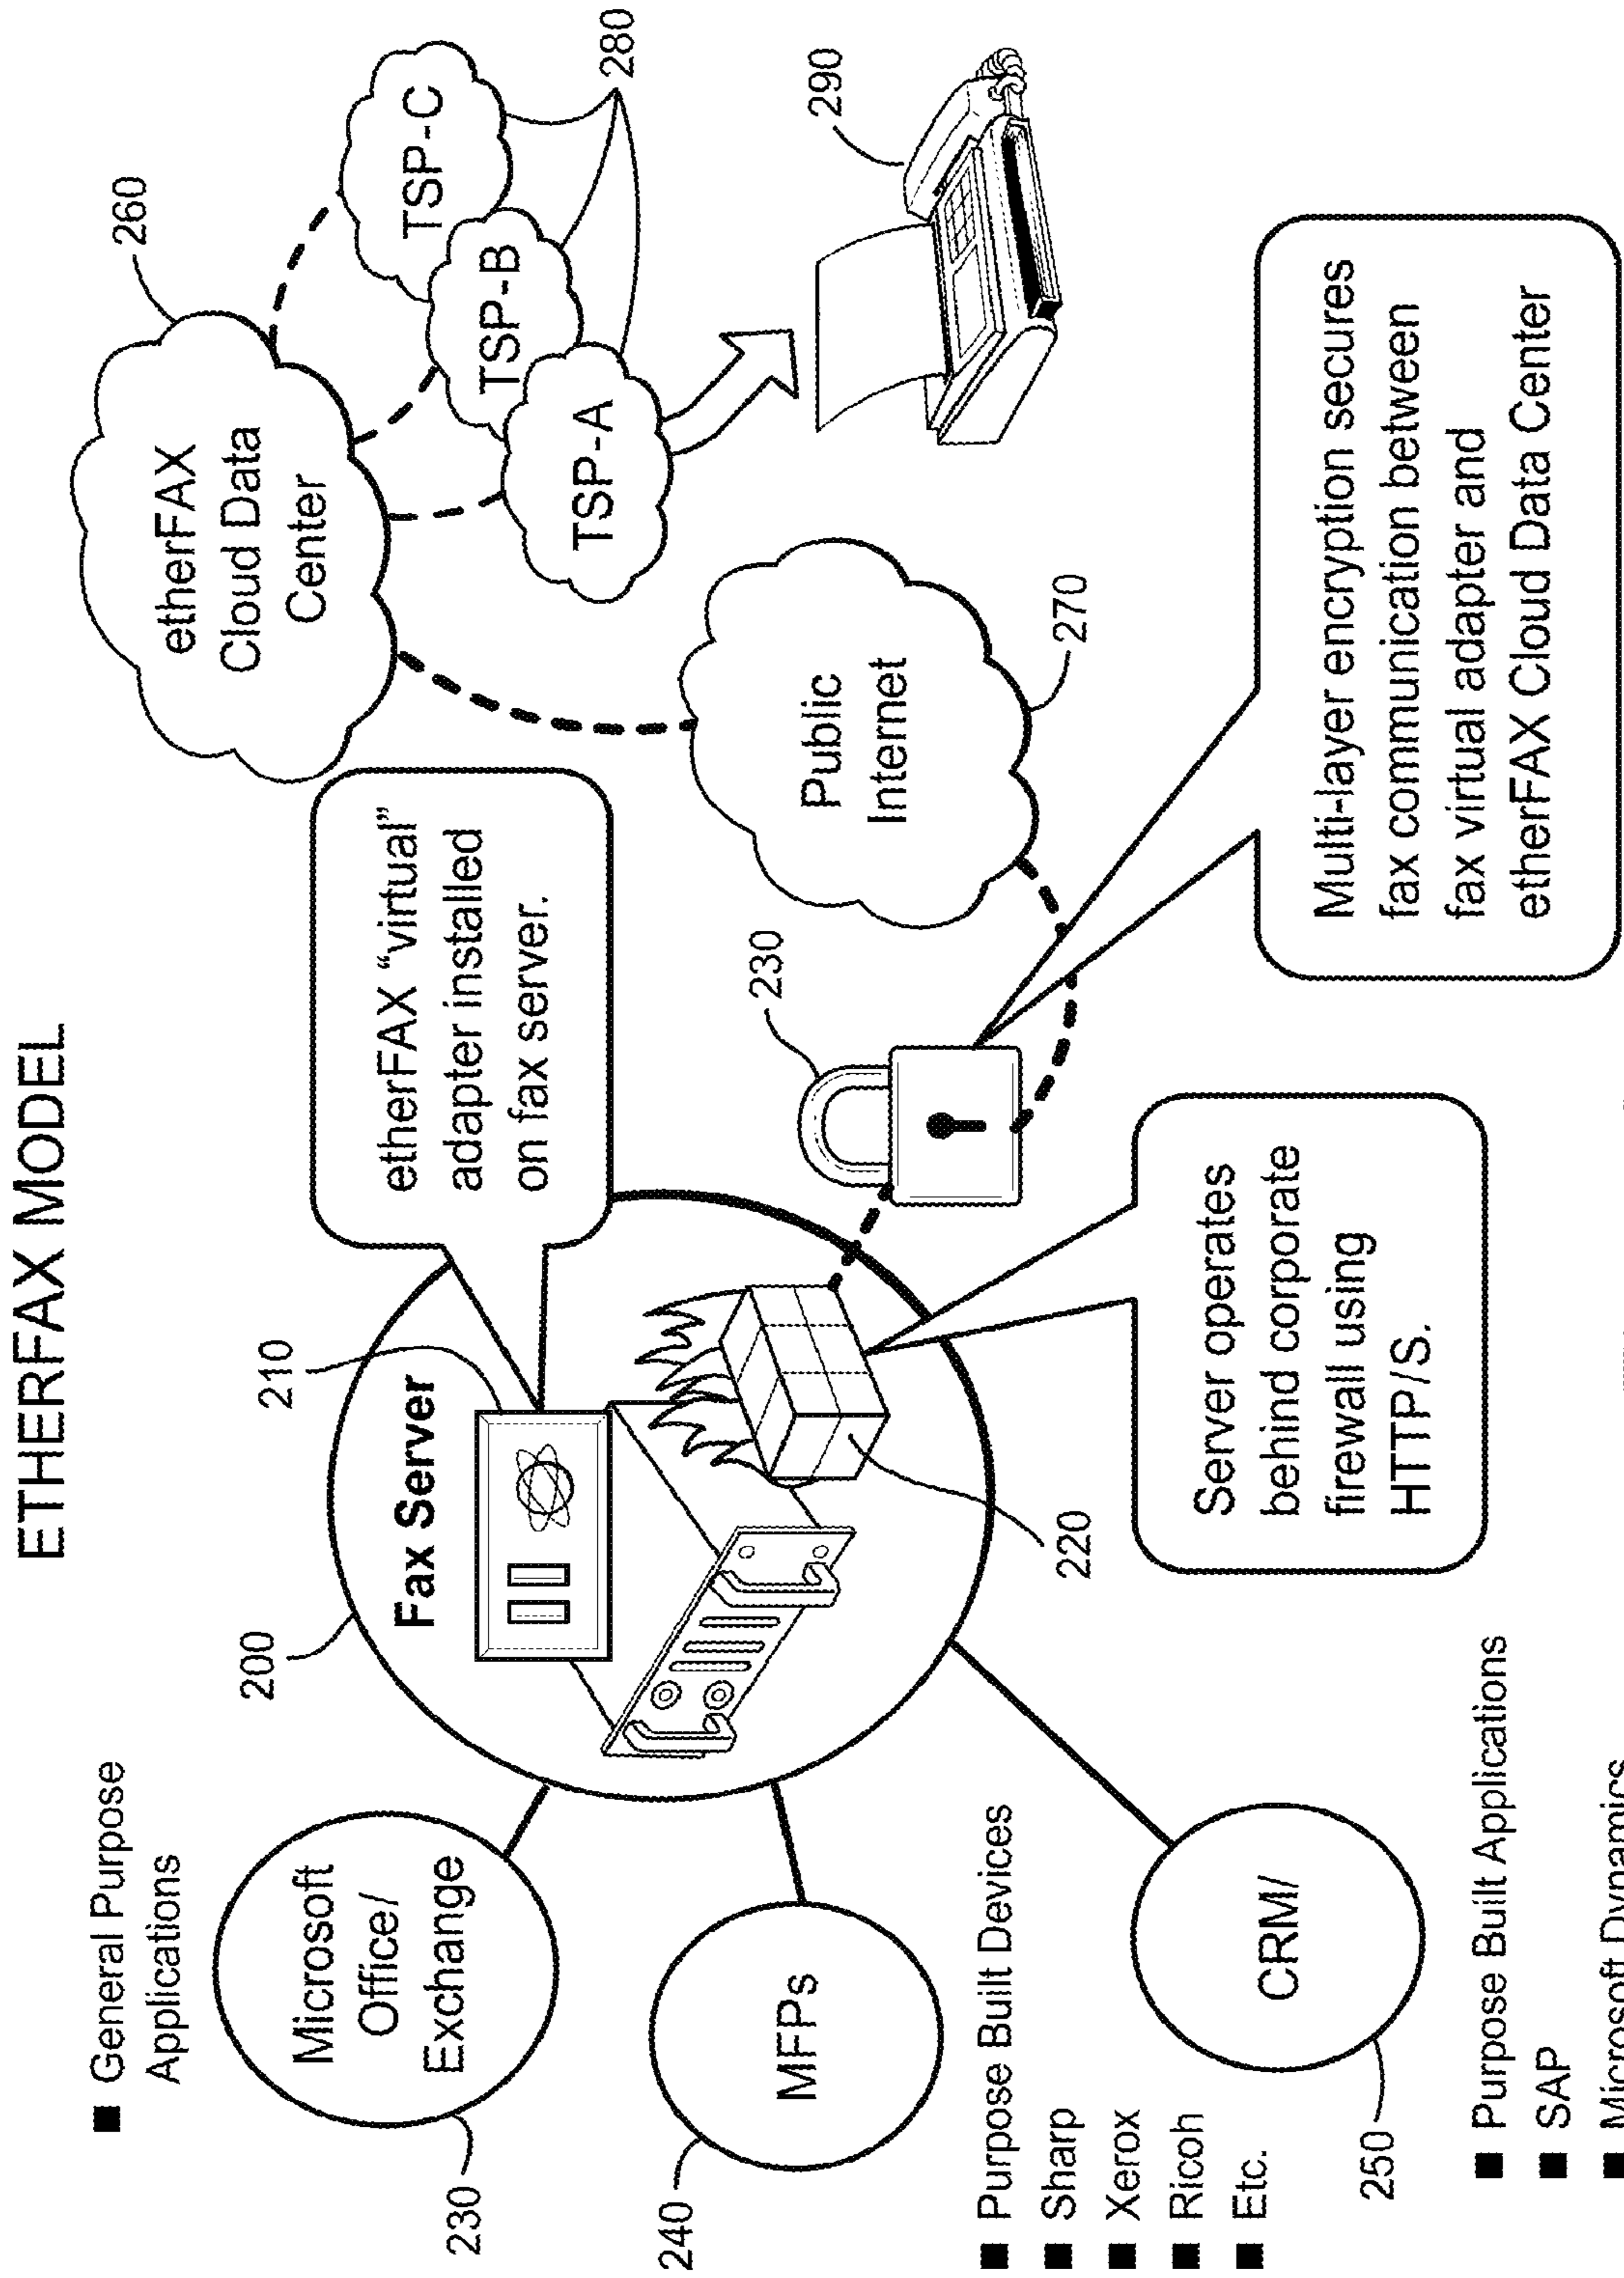 ETHERFAX MODEL
■ General Purpose
Applications
Microsoft
Office/
Exchange
230
MFPs
240
■ Purpose Built Devices
■ Sharp
■ Xerox
■ Ricoh
■ Etc.
CRM/
250
■ Purpose Built Applications
■ SAP
■ Microsoft Dynamics
200
Fax Server
210
220
etherFAX “virtual”
adapter installed
on fax server.
Server operates
behind corporate
firewall using
HTTP/S.
230
Multi-layer encryption secures
fax communication between
fax virtual adapter and
etherFAX Cloud Data Center
Public
Internet
270
etherFAX
Cloud Data
Center
260
TSP-A
TSP-B
TSP-C
280
290